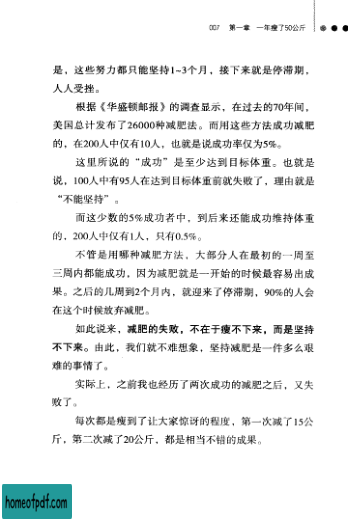 007 第一章 一年瘦了50公斤
是，这些努力都只能坚持1~3个月，接下来就是停滞期，
人人受挫。
根据《华盛顿邮报》的调查显示，在过去的70年间，
美国总计发布了26000种减肥法。而用这些方法成功减肥
的，在200人中仅有10人，也就是说成功率仅为5%。
这里所说的“成功”是至少达到目标体重。也就是
说，100人中有95人在达到目标体重前就失败了，理由就是
“不能坚持”。
而这少数的5%成功者中，到后来还能成功维持体重
的，200人中仅有1人，只有0.5%。
不管是用哪种减肥方法，大部分人在最初的一周至
三周内都能成功，因为减肥就是一开始的时候最容易出成
果。之后的几周到2个月内，就迎来了停滞期，90%的人会
在这个时候放弃减肥。
如此说来，减肥的失败，不在于瘦不下来，而是坚持
不下来。由此，我们就不难想象，坚持减肥是一件多么艰
难的事情了。
实际上，之前我也经历了两次成功的减肥之后，又失
败了。
每次都是瘦到了让大家惊讶的程度，第一次减了15公
斤，第二次减了20公斤，都是相当不错的成果。
homeofpdf.com